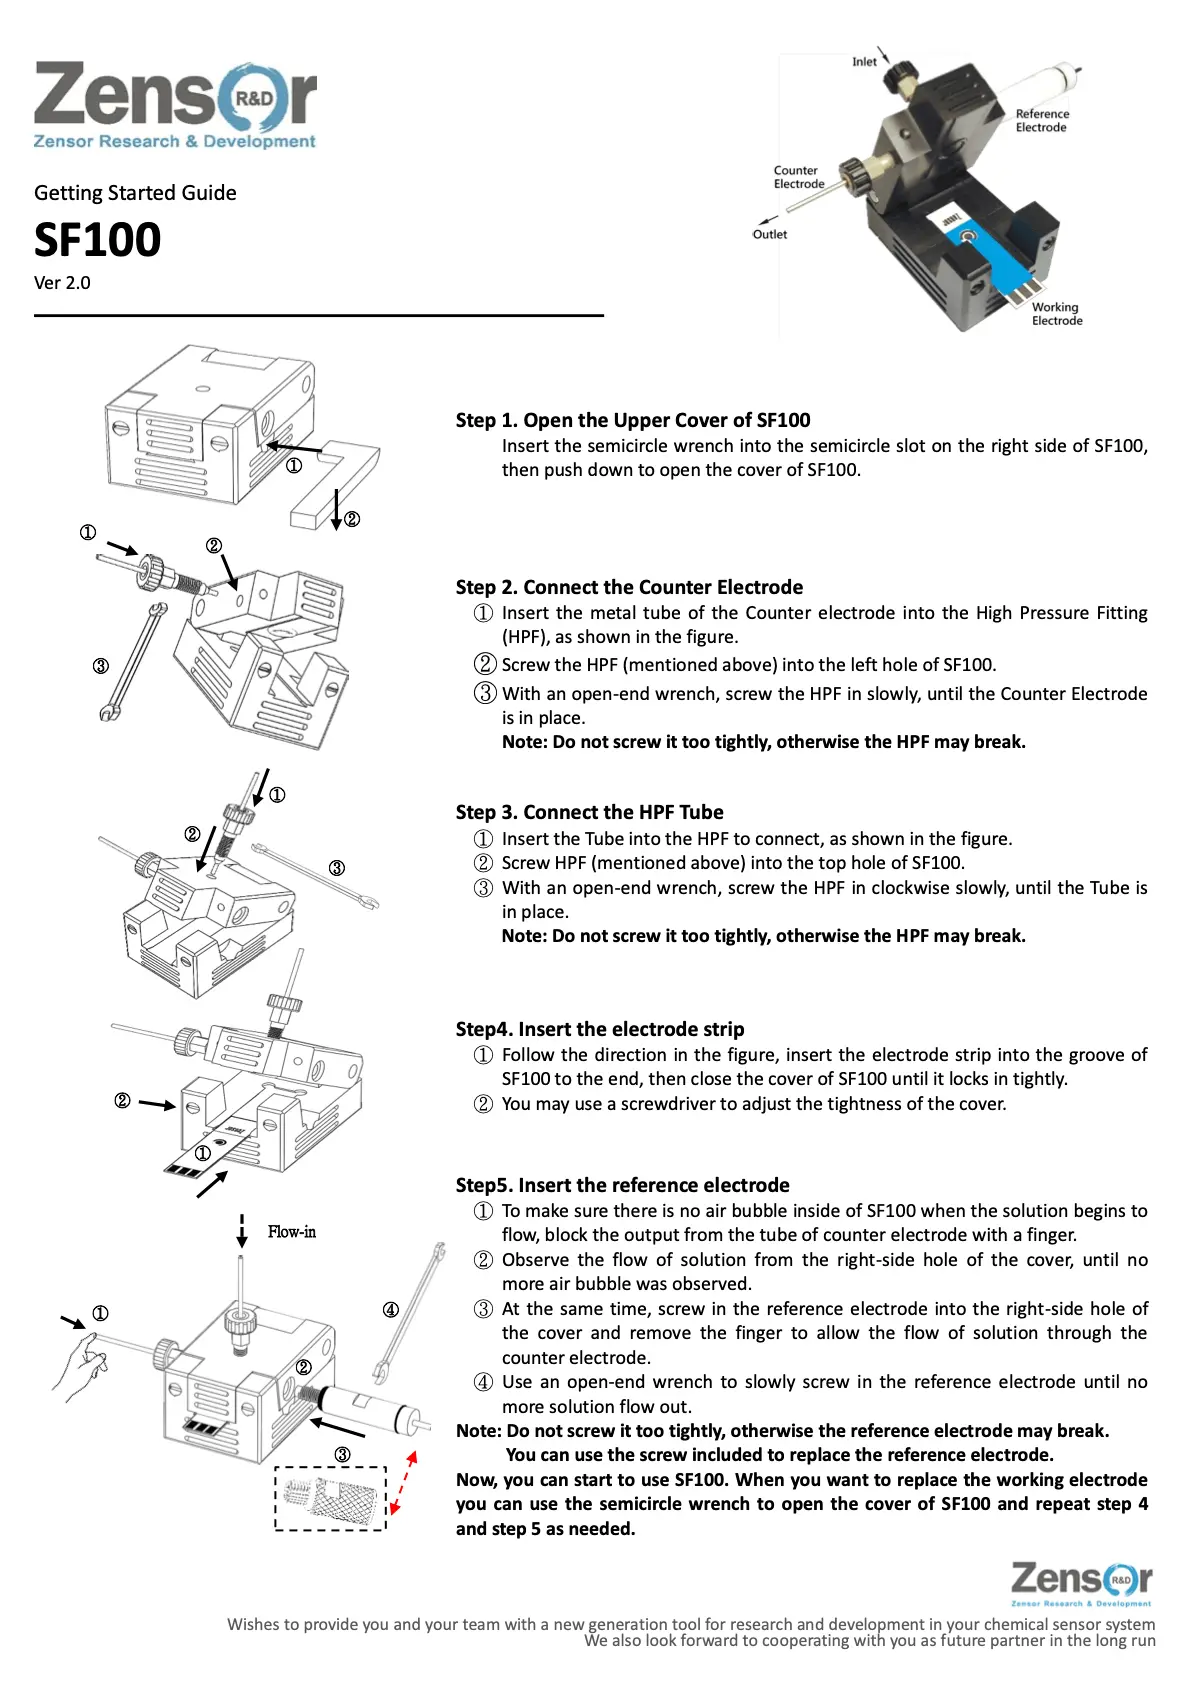 Zensor
R&D
Zensor Research & Development
Getting Started Guide
SF100
Ver 2.0
Inlet
Reference
Electrode
Counter
Electrode
Outlet
Working
Electrode
①
②
Step 1. Open the Upper Cover of SF100
Insert the semicircle wrench into the semicircle slot on the right side of SF100,
then push down to open the cover of SF100.
①
②
③
Step 2. Connect the Counter Electrode
① Insert the metal tube of the Counter electrode into the High Pressure Fitting
(HPF), as shown in the figure.
② Screw the HPF (mentioned above) into the left hole of SF100.
③ With an open-end wrench, screw the HPF in slowly, until the Counter Electrode
is in place.
Note: Do not screw it too tightly, otherwise the HPF may break.
①
②
③
Step 3. Connect the HPF Tube
① Insert the Tube into the HPF to connect, as shown in the figure.
② Screw HPF (mentioned above) into the top hole of SF100.
③ With an open-end wrench, screw the HPF in clockwise slowly, until the Tube is
in place.
Note: Do not screw it too tightly, otherwise the HPF may break.
②
①
Step4. Insert the electrode strip
① Follow the direction in the figure, insert the electrode strip into the groove of
SF100 to the end, then close the cover of SF100 until it locks in tightly.
② You may use a screwdriver to adjust the tightness of the cover.
Flow-in
①
④
②
③
Step5. Insert the reference electrode
① To make sure there is no air bubble inside of SF100 when the solution begins to
flow, block the output from the tube of counter electrode with a finger.
② Observe the flow of solution from the right-side hole of the cover, until no
more air bubble was observed.
③ At the same time, screw in the reference electrode into the right-side hole of
the cover and remove the finger to allow the flow of solution through the
counter electrode.
④ Use an open-end wrench to slowly screw in the reference electrode until no
more solution flow out.
Note: Do not screw it too tightly, otherwise the reference electrode may break.
You can use the screw included to replace the reference electrode.
Now, you can start to use SF100. When you want to replace the working electrode
you can use the semicircle wrench to open the cover of SF100 and repeat step 4
and step 5 as needed.
Zensor
R&D
Zensor Research & Development
Wishes to provide you and your team with a new generation tool for research and development in your chemical sensor system
We also look forward to cooperating with you as future partner in the long run